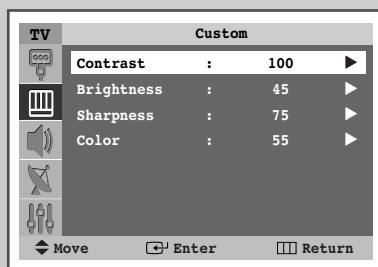 TV Custom
Contrast : 100 ▶
Brightness : 45 ▶
Sharpness : 75 ▶
Color : 55 ▶
Move Enter Return